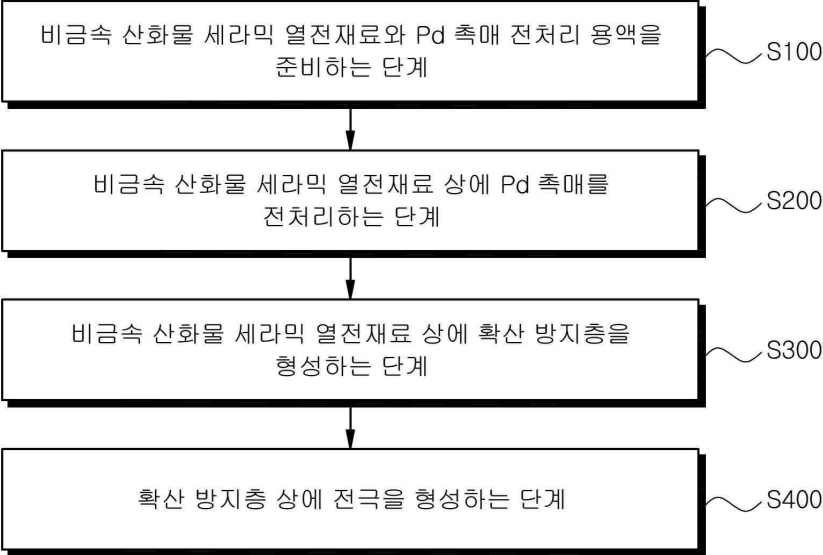 비금속 산화물 세라믹 열전재료와 Pd 촉매 전처리 용액을
준비하는 단계
S100
비금속 산화물 세라믹 열전재료 상에 Pd 촉매를
전처리하는 단계
S200
비금속 산화물 세라믹 열전재료 상에 확산 방지층을
형성하는 단계
S300
확산 방지층 상에 전극을 형성하는 단계
S400